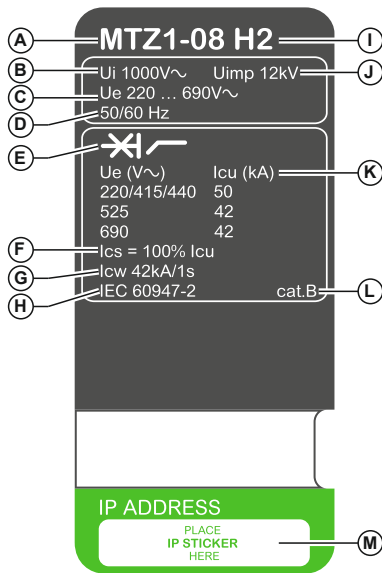 A MTZ1-08 H2 I
B Ui 1000V∿ Uimp 12kV J
C Ue 220 ... 690V∿
D 50/60 Hz
E
Ue (V∿) Icu (kA) K
220/415/440 50
525 42
690 42
F Ics = 100% Icu
G Icw 42kA/1s
H IEC 60947-2 cat.B L
IP ADDRESS
PLACE
IP STICKER M
HERE